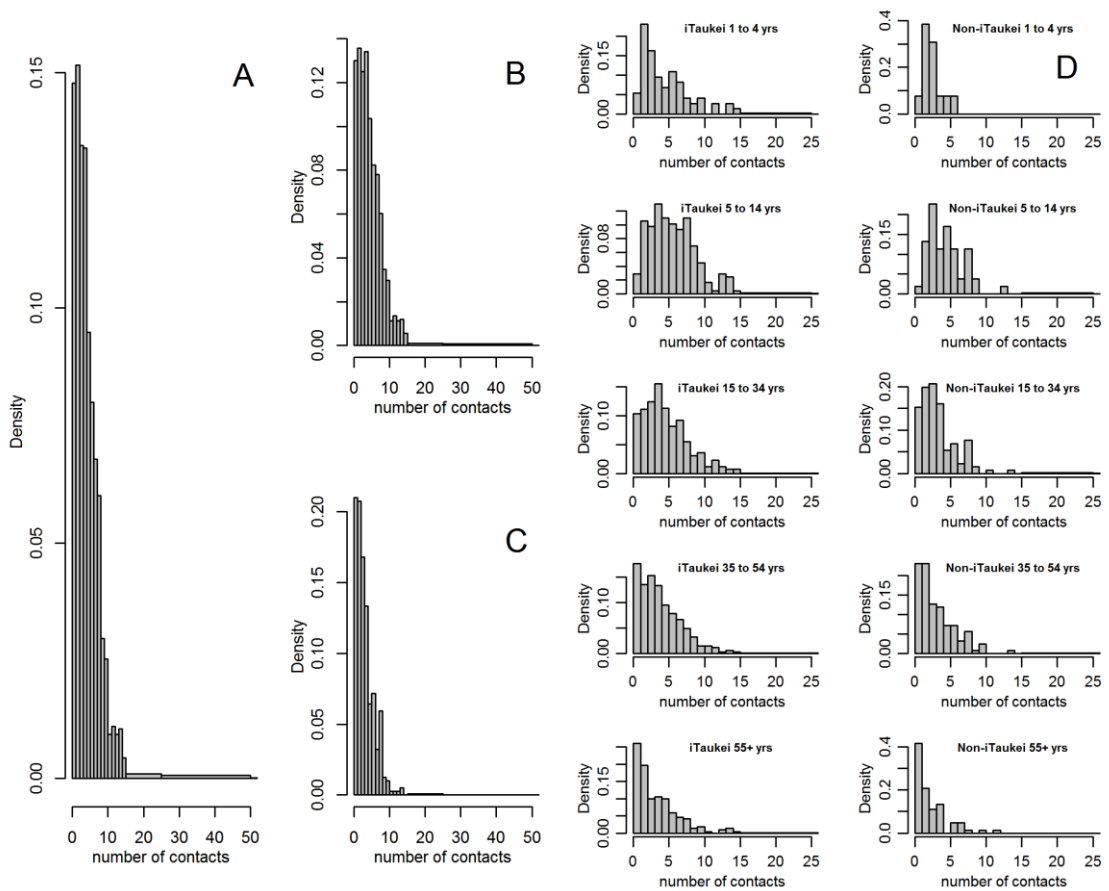 A
Density
0.00
0.05
0.10
0.15
0 10 20 30 40 50
number of contacts
B
Density
0.00
0.04
0.08
0.12
0 10 20 30 40 50
number of contacts
C
Density
0.00
0.05
0.10
0.15
0.20
0 10 20 30 40 50
number of contacts
D
iTaukei 1 to 4 yrs
Density
0.00
0.15
0 5 10 15 20 25
number of contacts
Non-iTaukei 1 to 4 yrs
Density
0.0
0.2
0.4
0 5 10 15 20 25
number of contacts
iTaukei 5 to 14 yrs
Density
0.00
0.08
0 5 10 15 20 25
number of contacts
Non-iTaukei 5 to 14 yrs
Density
0.00
0.15
0 5 10 15 20 25
number of contacts
iTaukei 15 to 34 yrs
Density
0.00
0.10
0 5 10 15 20 25
number of contacts
Non-iTaukei 15 to 34 yrs
Density
0.00
0.10
0.20
0 5 10 15 20 25
number of contacts
iTaukei 35 to 54 yrs
Density
0.00
0.10
0 5 10 15 20 25
number of contacts
Non-iTaukei 35 to 54 yrs
Density
0.00
0.15
0 5 10 15 20 25
number of contacts
iTaukei 55+ yrs
Density
0.00
0.15
0 5 10 15 20 25
number of contacts
Non-iTaukei 55+ yrs
Density
0.0
0.2
0.4
0 5 10 15 20 25
number of contacts